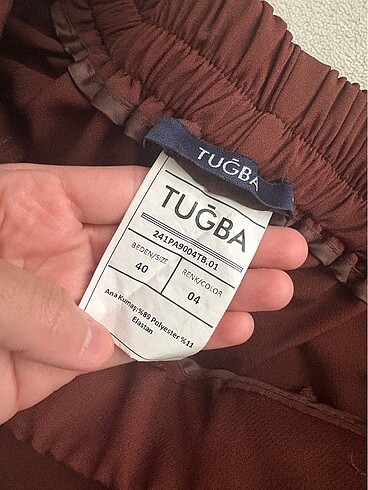 TUĞBA
TUĞBA
241PA9004TB.01
BEDEN/SIZE
40
RENK/COLOR
04
Ana Kumaş:%89 Polyester %11
Elastan